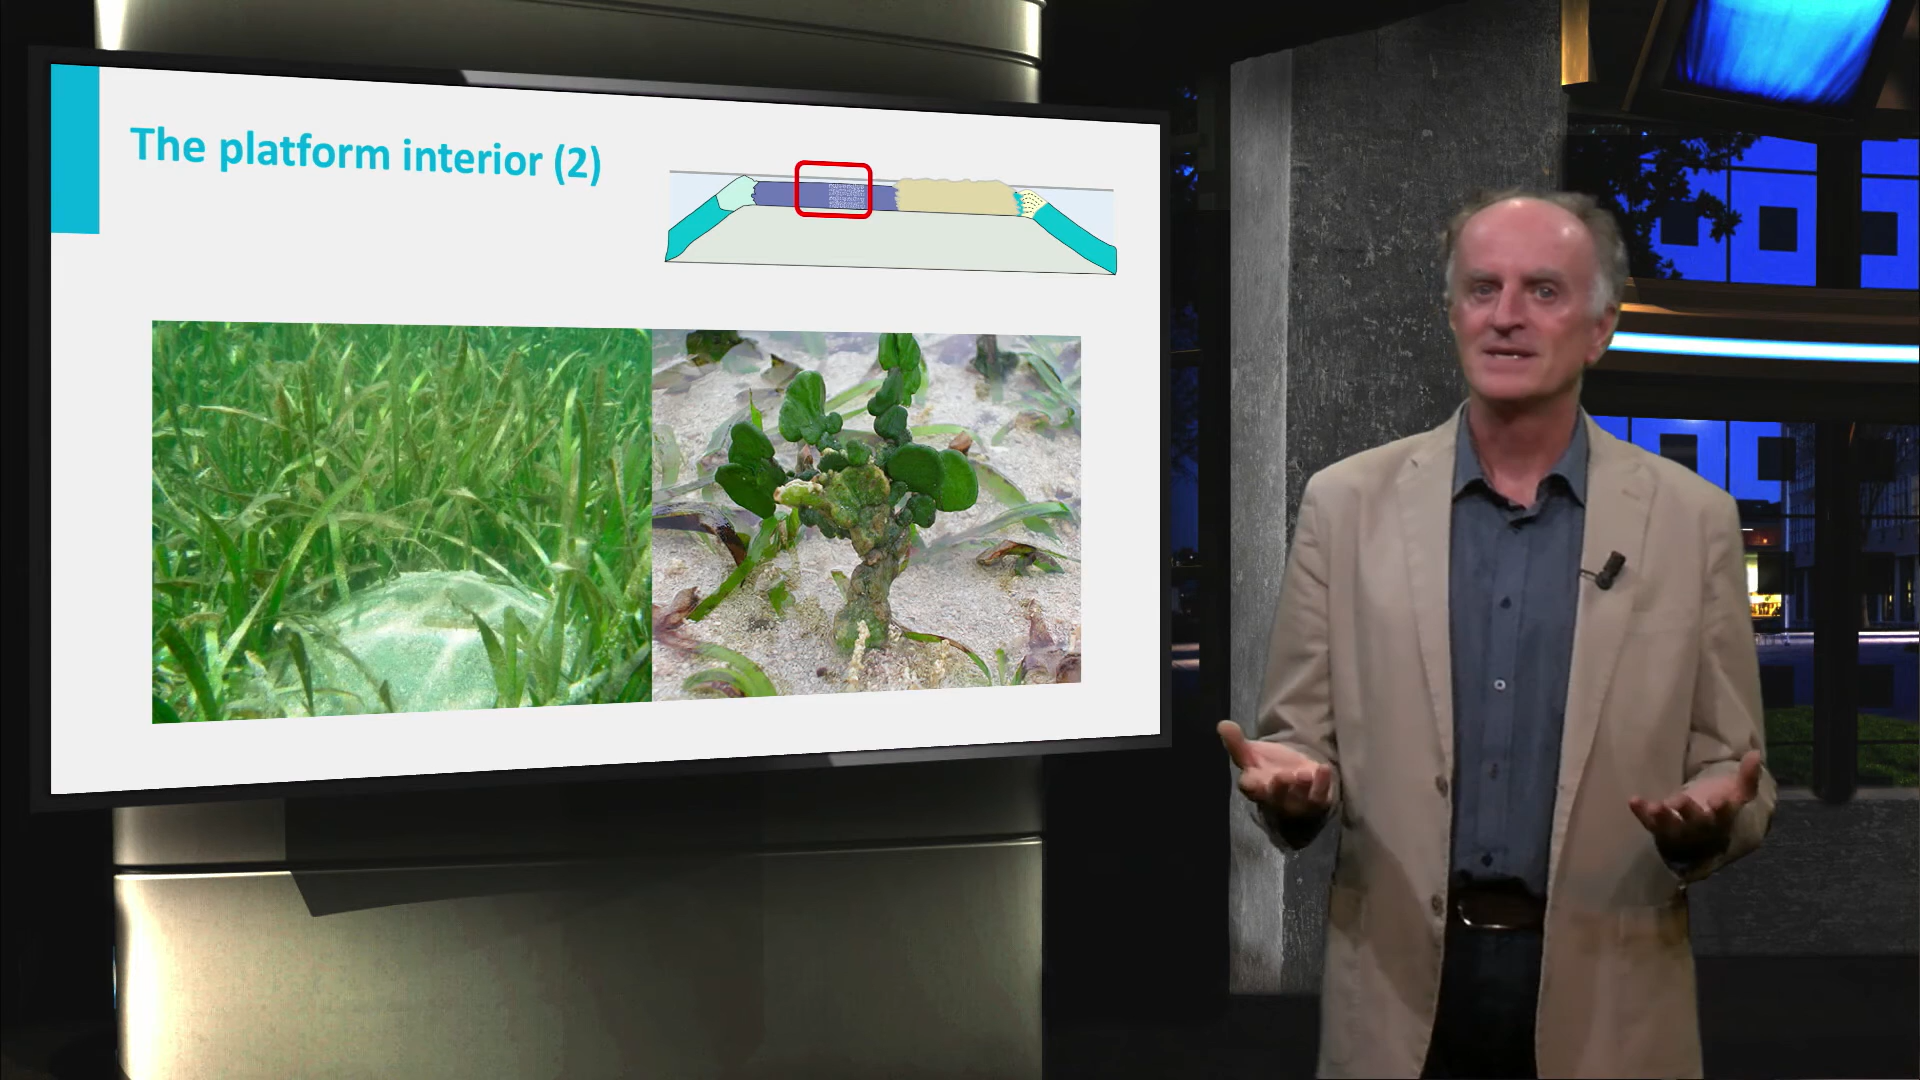 The platform interior (2)